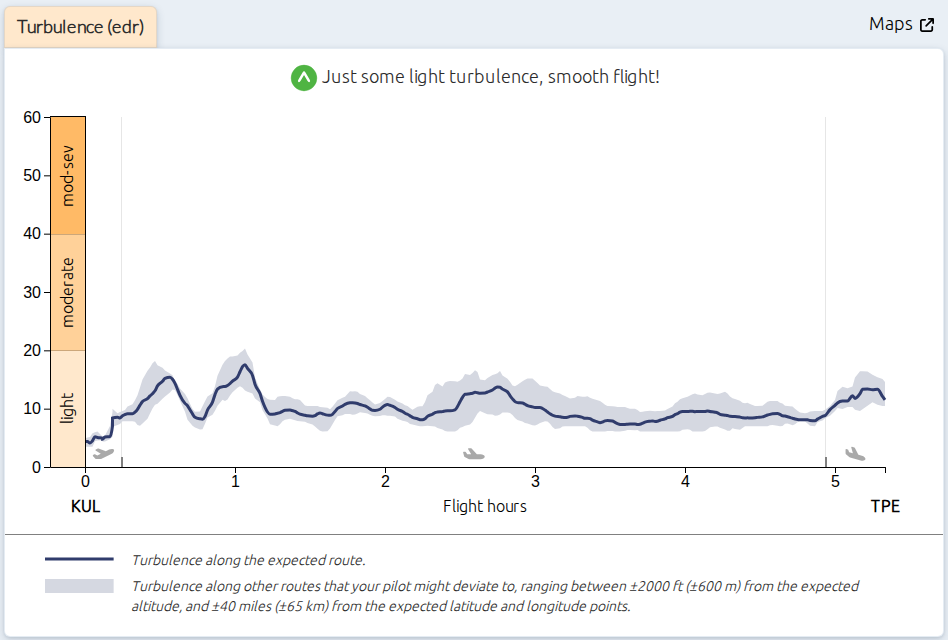 Turbulence (edr)
Maps
Just some light turbulence, smooth flight!
60
50
40
30
20
10
0
mod-sev
moderate
light
0 1 2 3 4 5
KUL Flight hours TPE
Turbulence along the expected route.
Turbulence along other routes that your pilot might deviate to, ranging between ±2000 ft (±600 m) from the expected
altitude, and ±40 miles (±65 km) from the expected latitude and longitude points.